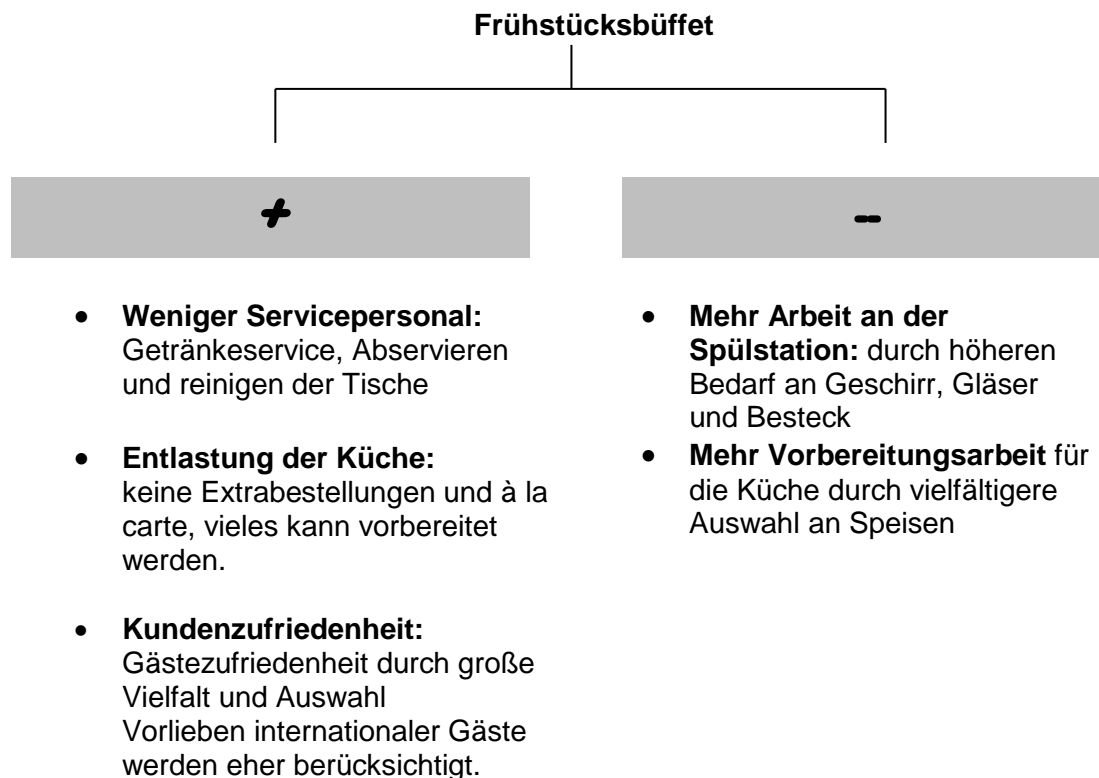 Frühstücksbüffet
+
–
• Weniger Servicepersonal:
Getränkeservice, Abservieren
und reinigen der Tische
• Entlastung der Küche:
keine Extrabestellungen und à la
carte, vieles kann vorbereitet
werden.
• Kundenzufriedenheit:
Gästezufriedenheit durch große
Vielfalt und Auswahl
Vorlieben internationaler Gäste
werden eher berücksichtigt.
• Mehr Arbeit an der
Spülstation: durch höheren
Bedarf an Geschirr, Gläser
und Besteck
• Mehr Vorbereitungsarbeit für
die Küche durch vielfältigere
Auswahl an Speisen